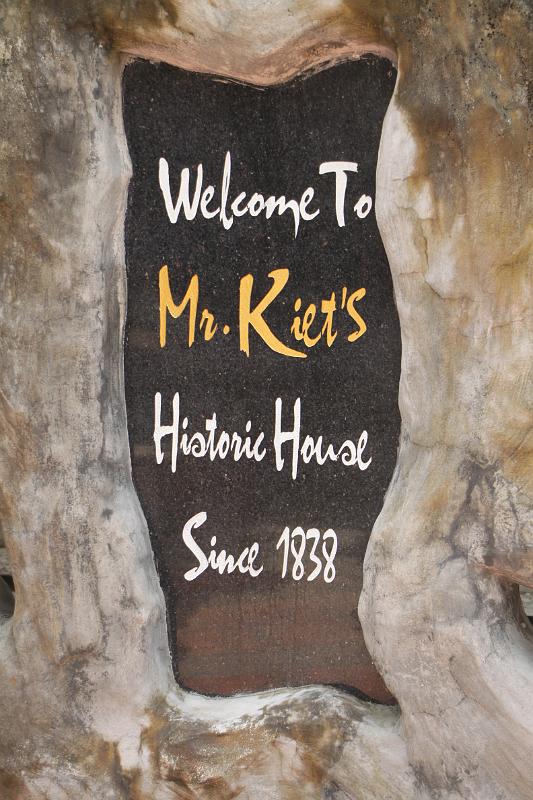 Welcome To
Mr. Kiet's
Historic House
Since 1838